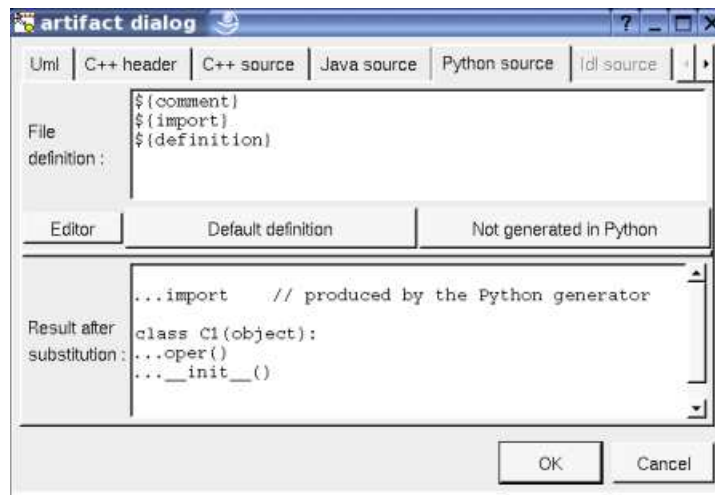 artifact dialog
Uml C++ header C++ source Java source Python source Idl source
${comment}
${import}
${definition}
File
definition :
Editor Default definition Not generated in Python
...import // produced by the Python generator
class C1(object):
...oper()
...__init__()
Result after
substitution :
OK Cancel